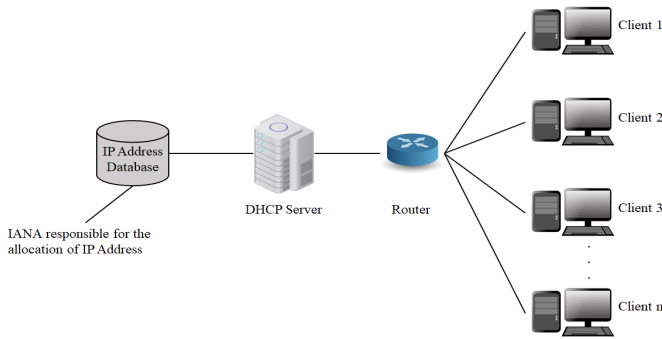 Client 1
Client 2
IP Address
Database
DHCP Server
Router
Client 3
IANA responsible for the
allocation of IP Address
Client n